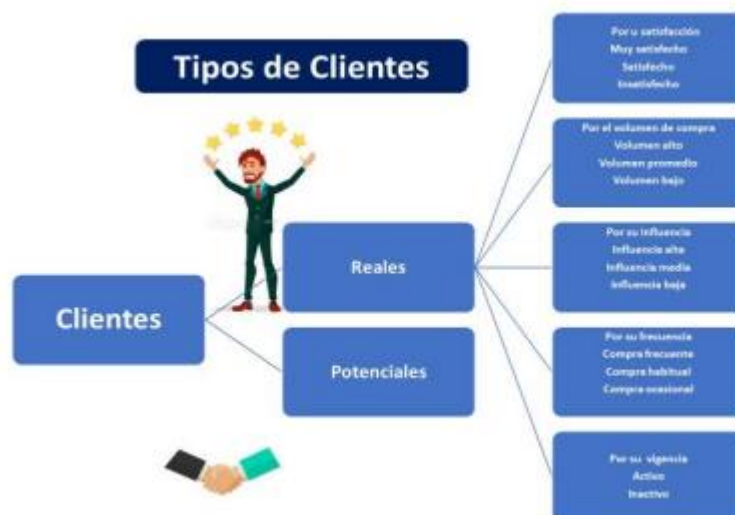 Tipos de Clientes
Clientes
Reales
Potenciales
Por u satisfacción
Muy satisfecho
Satisfecho
Insatisfecho
Por el volumen de compra
Volumen alto
Volumen promedio
Volumen bajo
Por su influencia
Influencia alta
Influencia media
Influencia baja
Por su frecuencia
Compra frecuente
Compra habitual
Compra ocasional
Por su vigencia
Activo
Inactivo